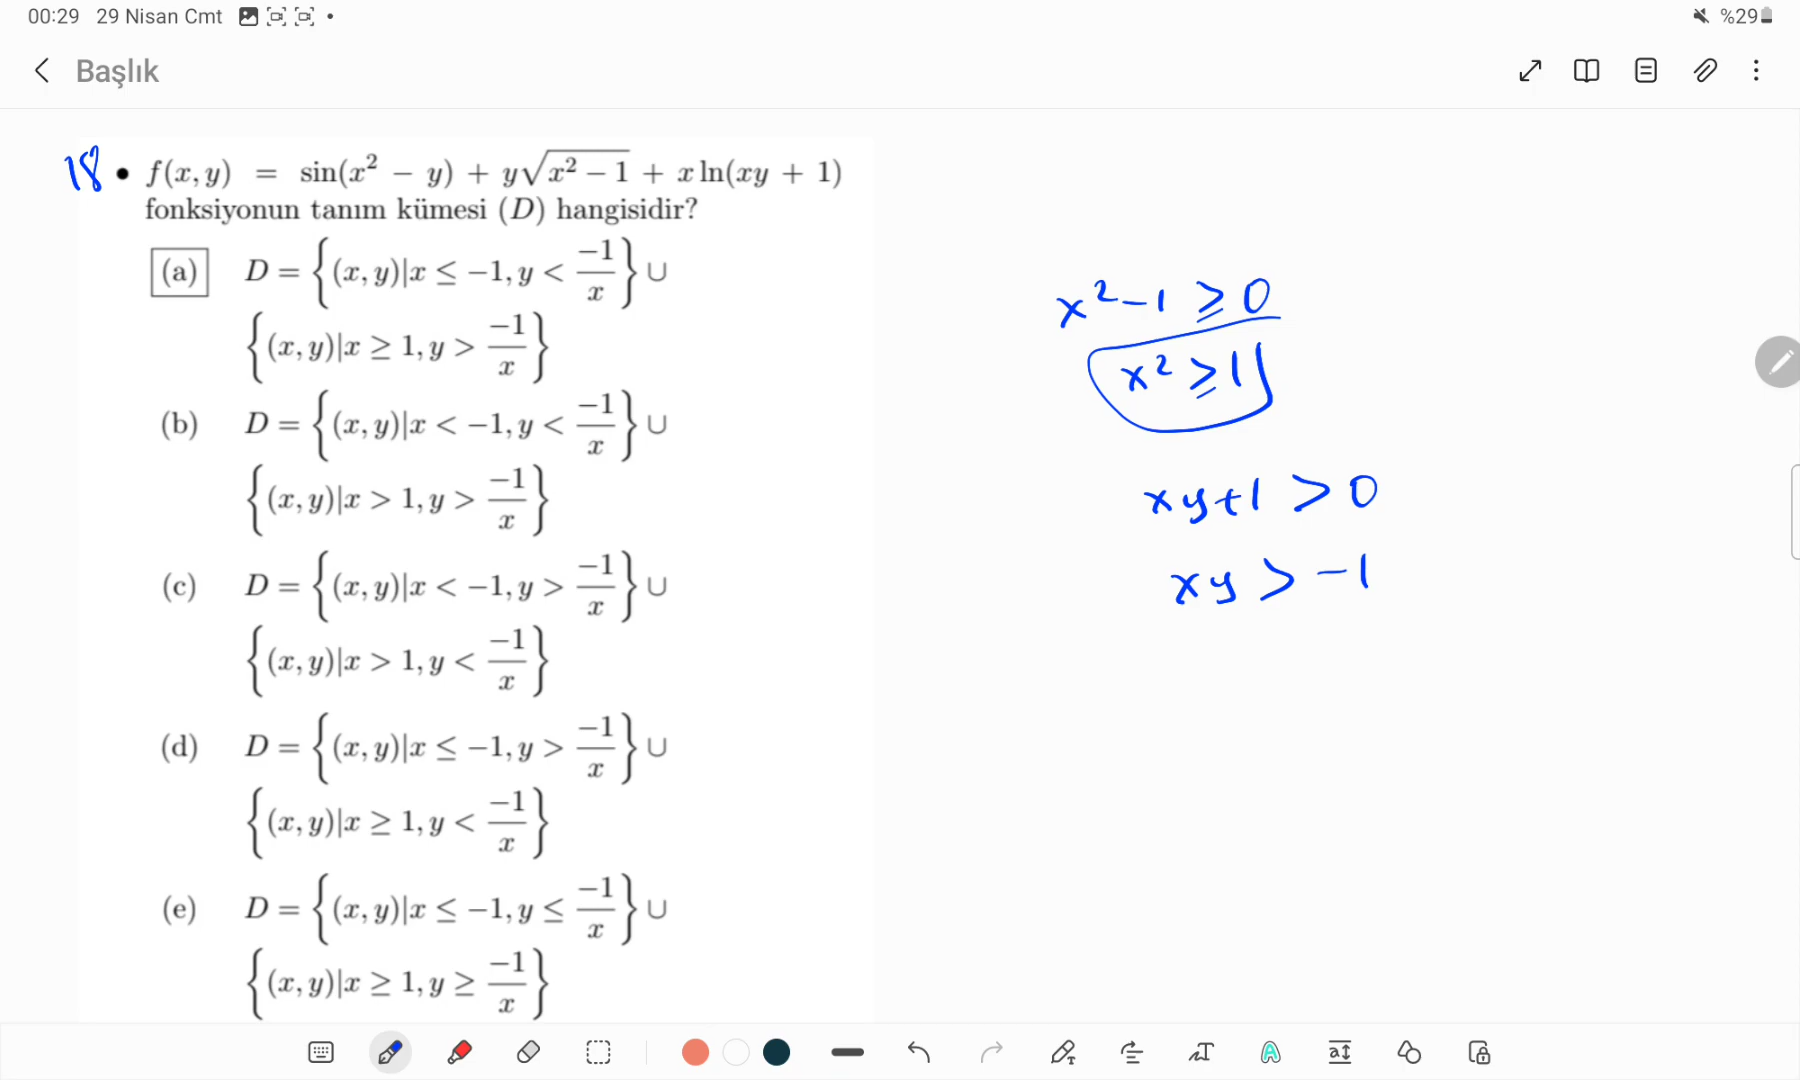 00:29 29 Nisan Cmt
%29
Başlık
18 • f(x, y) = sin(x² − y) + y√(x² − 1) + x ln(xy + 1)
fonksiyonun tanım kümesi (D) hangisidir?
(a) D = {(x, y)|x ≤ −1, y < −1/x} ∪
{(x, y)|x ≥ 1, y > −1/x}
(b) D = {(x, y)|x < −1, y < −1/x} ∪
{(x, y)|x > 1, y > −1/x}
(c) D = {(x, y)|x < −1, y > −1/x} ∪
{(x, y)|x > 1, y < −1/x}
(d) D = {(x, y)|x ≤ −1, y > −1/x} ∪
{(x, y)|x ≥ 1, y < −1/x}
(e) D = {(x, y)|x ≤ −1, y ≤ −1/x} ∪
{(x, y)|x ≥ 1, y ≥ −1/x}
x² − 1 ≥ 0
x² ≥ 1
xy + 1 > 0
xy > −1